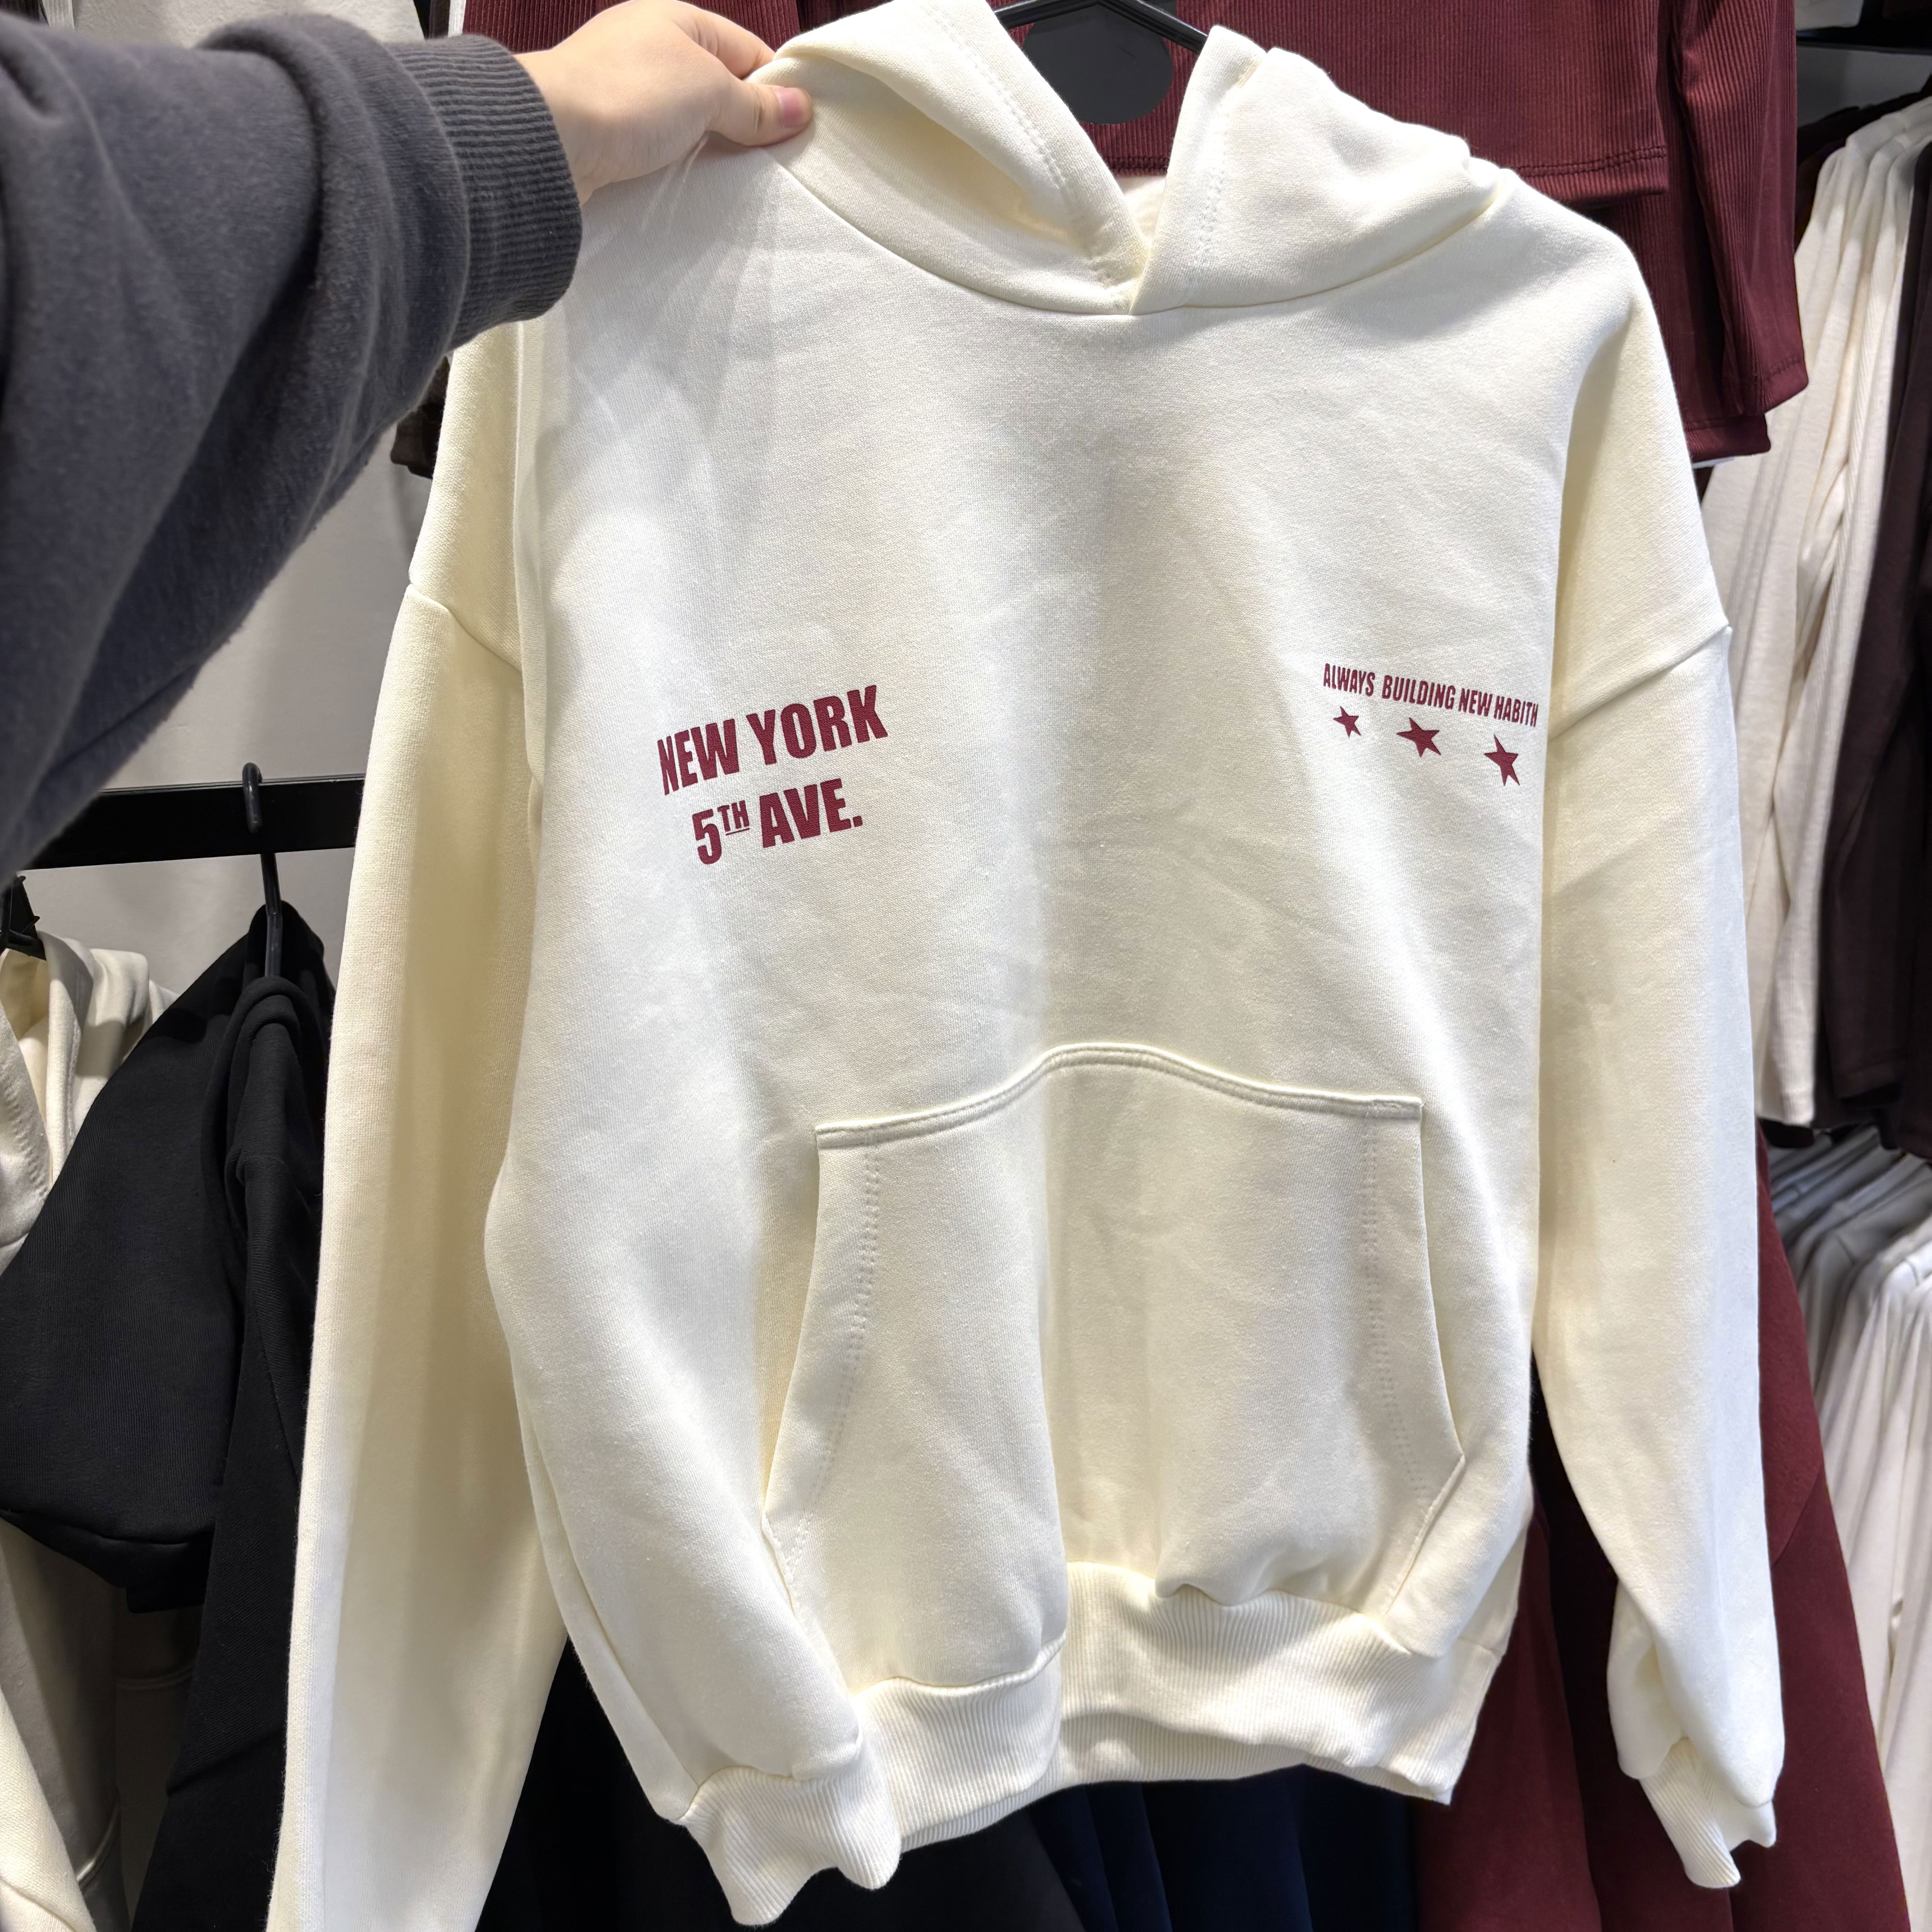 NEW YORK
5TH AVE.
ALWAYS BUILDING NEW HABITH